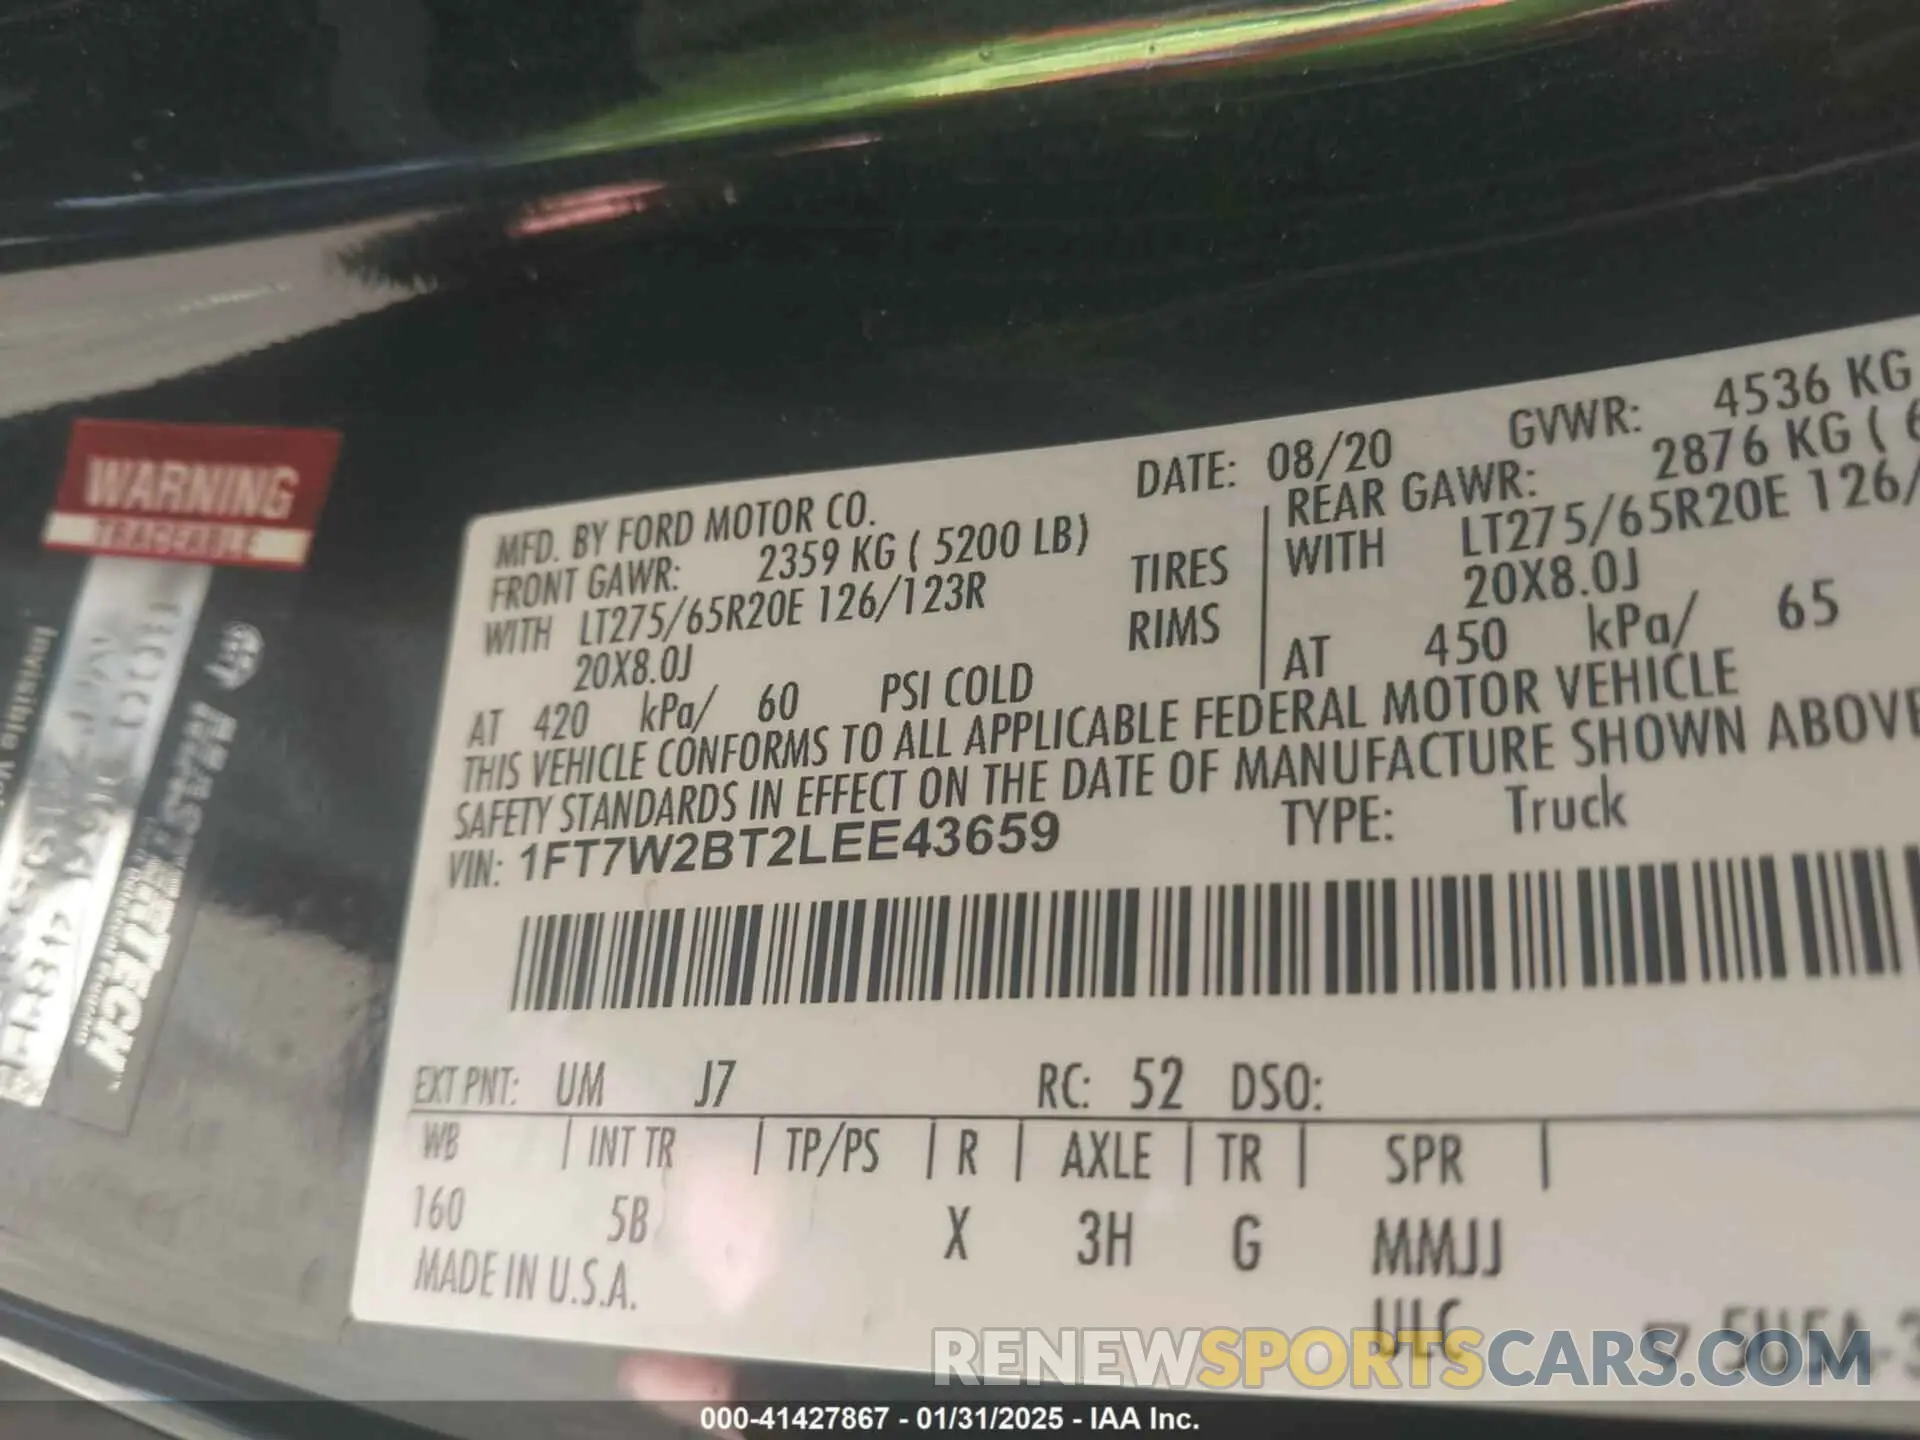 MFD. BY FORD MOTOR CO. DATE: 08/20 GVWR: 4536 KG
FRONT GAWR: 2359 KG ( 5200 LB) REAR GAWR: 2876 KG ( 6
WITH LT275/65R20E 126/123R TIRES WITH LT275/65R20E 126/
20X8.0J RIMS 20X8.0J
AT 420 kPa/ 60 PSI COLD AT 450 kPa/ 65
THIS VEHICLE CONFORMS TO ALL APPLICABLE FEDERAL MOTOR VEHICLE
SAFETY STANDARDS IN EFFECT ON THE DATE OF MANUFACTURE SHOWN ABOVE
VIN: 1FT7W2BT2LEE43659 TYPE: Truck
EXT PNT: UM J7 RC: 52 DSO:
WB | INT TR | TP/PS | R | AXLE | TR | SPR |
160 5B X 3H G MMJJ
MADE IN U.S.A. ULC
WARNING
TRACEABLE
Invisible
RENEWSPORTSCARS.COM
000-41427867 - 01/31/2025 - IAA Inc.